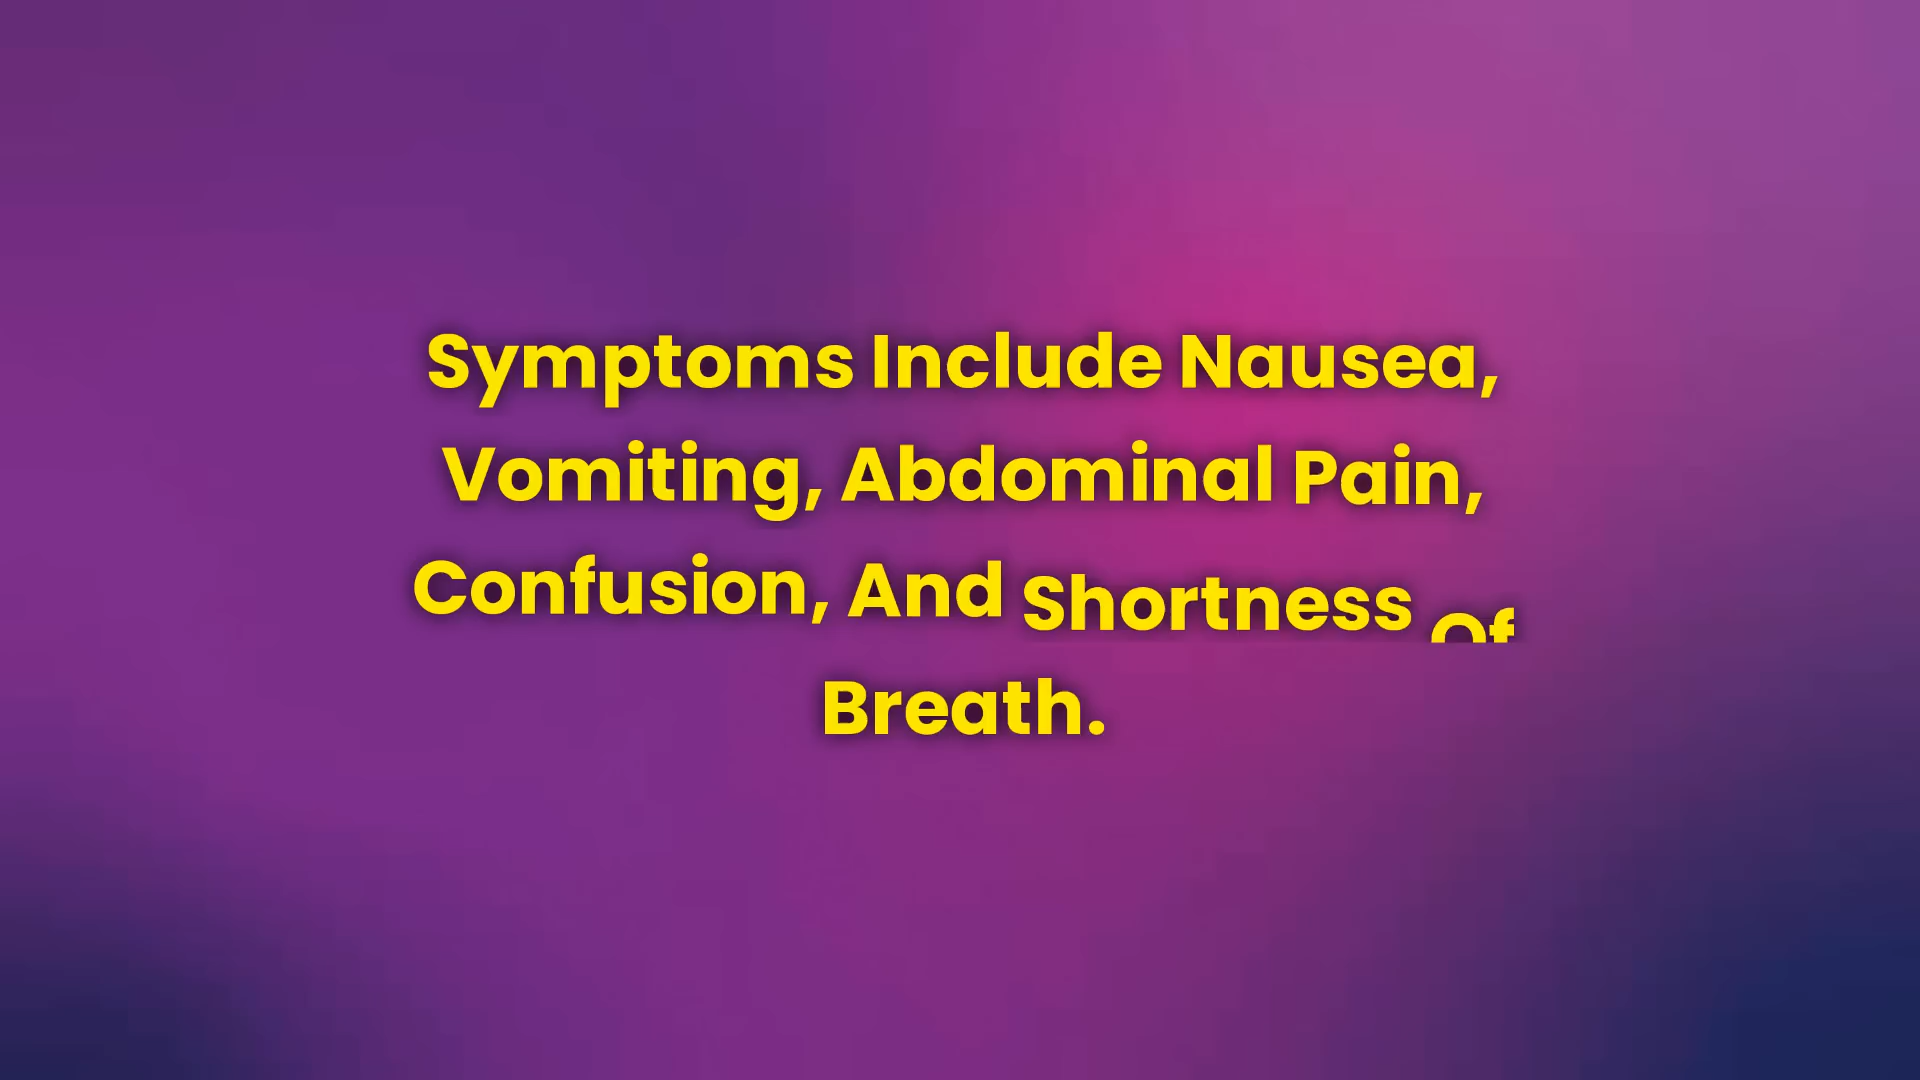 Symptoms Include Nausea,
Vomiting, Abdominal Pain,
Confusion, And Shortness Of
Breath.